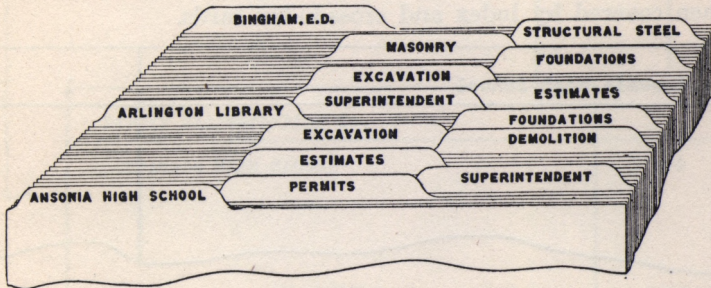 BINGHAM, E.D.
STRUCTURAL STEEL
MASONRY
FOUNDATIONS
EXCAVATION
ESTIMATES
SUPERINTENDENT
ARLINGTON LIBRARY
FOUNDATIONS
EXCAVATION
DEMOLITION
ESTIMATES
SUPERINTENDENT
PERMITS
ANSONIA HIGH SCHOOL